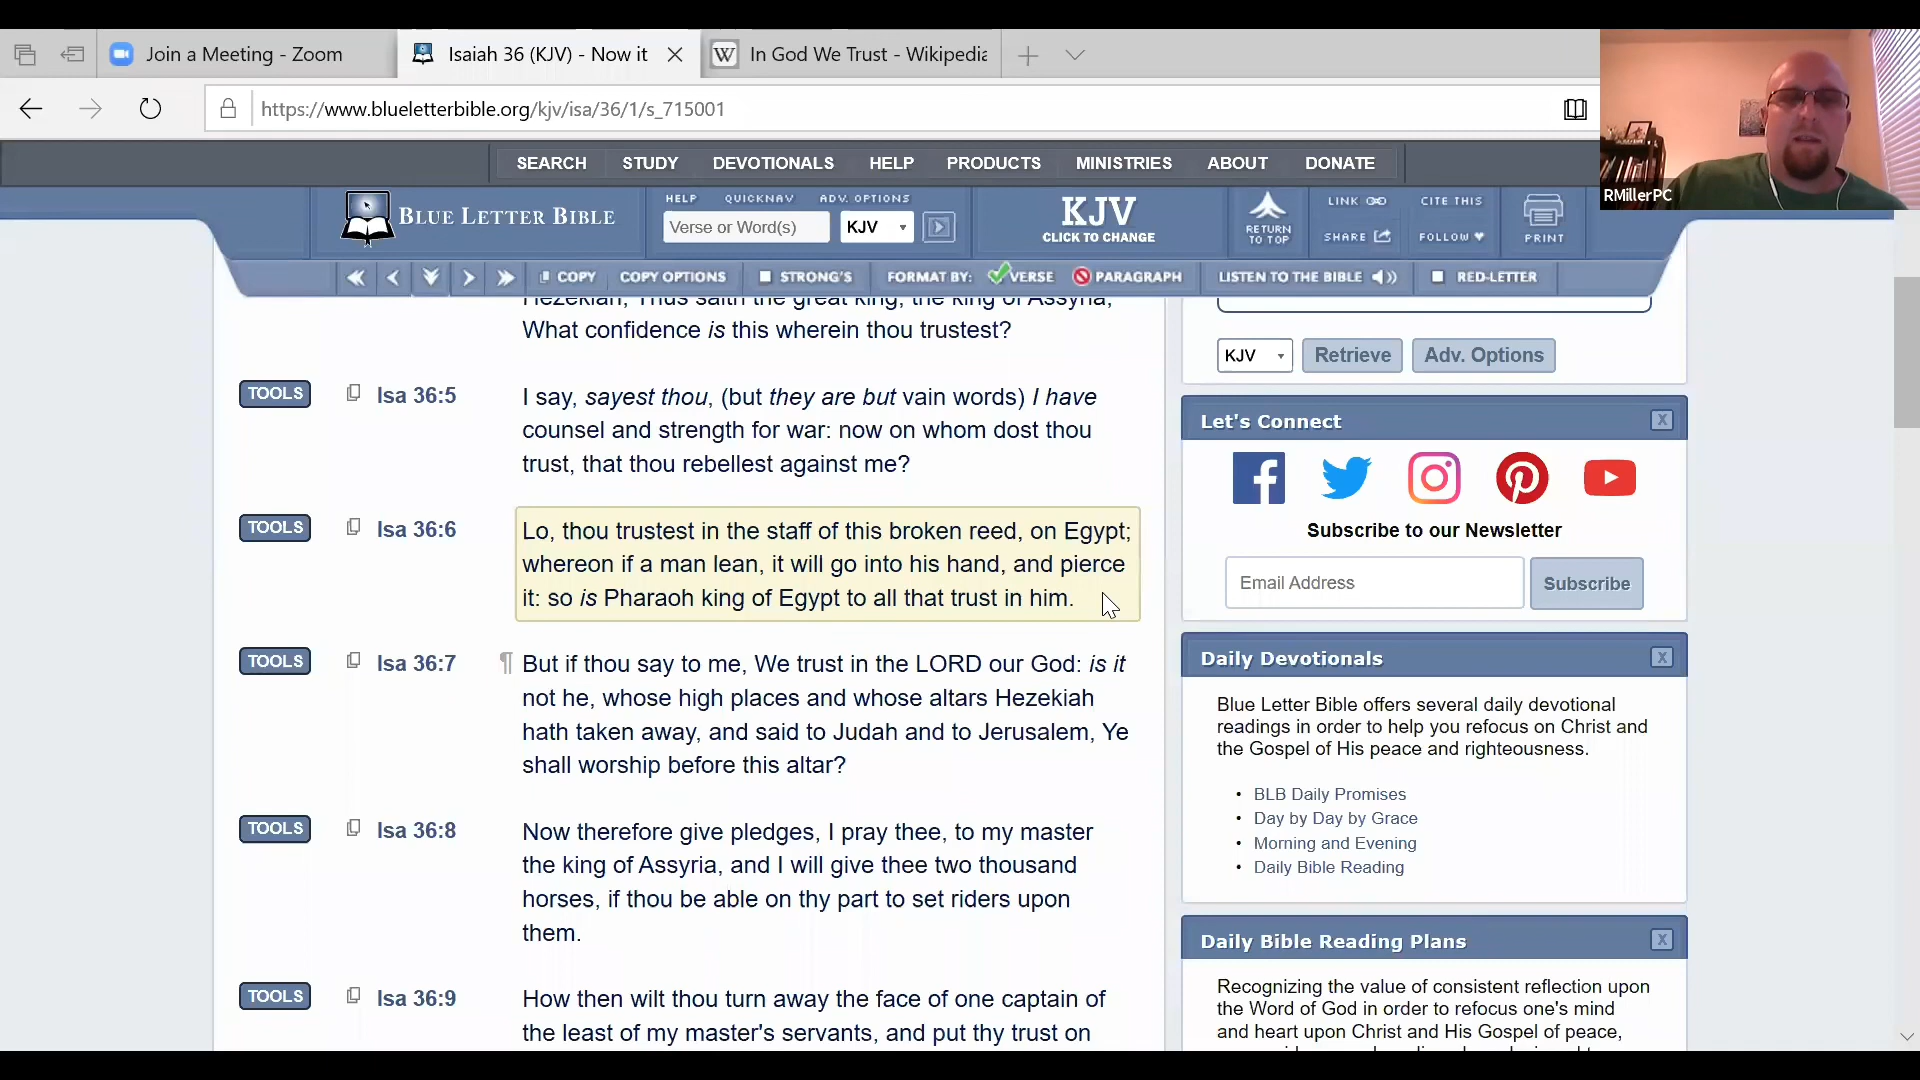 Join a Meeting - Zoom
Isaiah 36 (KJV) - Now it
In God We Trust - Wikipedia
https://www.blueletterbible.org/kjv/isa/36/1/s_715001
RMillerPC
SEARCH STUDY DEVOTIONALS HELP PRODUCTS MINISTRIES ABOUT DONATE
BLUE LETTER BIBLE
HELP QUICKNAV ADV. OPTIONS
Verse or Word(s) KJV
KJV
CLICK TO CHANGE
RETURN
TO TOP
LINK CITE THIS
SHARE FOLLOW
PRINT
COPY COPY OPTIONS STRONG'S FORMAT BY: VERSE PARAGRAPH LISTEN TO THE BIBLE RED-LETTER
Hezekiah, Thus saith the great king, the king of Assyria,
What confidence is this wherein thou trustest?
TOOLS Isa 36:5 I say, sayest thou, (but they are but vain words) I have
counsel and strength for war: now on whom dost thou
trust, that thou rebellest against me?
TOOLS Isa 36:6 Lo, thou trustest in the staff of this broken reed, on Egypt;
whereon if a man lean, it will go into his hand, and pierce
it: so is Pharaoh king of Egypt to all that trust in him.
TOOLS Isa 36:7 ¶ But if thou say to me, We trust in the LORD our God: is it
not he, whose high places and whose altars Hezekiah
hath taken away, and said to Judah and to Jerusalem, Ye
shall worship before this altar?
TOOLS Isa 36:8 Now therefore give pledges, I pray thee, to my master
the king of Assyria, and I will give thee two thousand
horses, if thou be able on thy part to set riders upon
them.
TOOLS Isa 36:9 How then wilt thou turn away the face of one captain of
the least of my master's servants, and put thy trust on
KJV Retrieve Adv. Options
Let's Connect X
Subscribe to our Newsletter
Email Address Subscribe
Daily Devotionals X
Blue Letter Bible offers several daily devotional
readings in order to help you refocus on Christ and
the Gospel of His peace and righteousness.
• BLB Daily Promises
• Day by Day by Grace
• Morning and Evening
• Daily Bible Reading
Daily Bible Reading Plans X
Recognizing the value of consistent reflection upon
the Word of God in order to refocus one's mind
and heart upon Christ and His Gospel of peace,